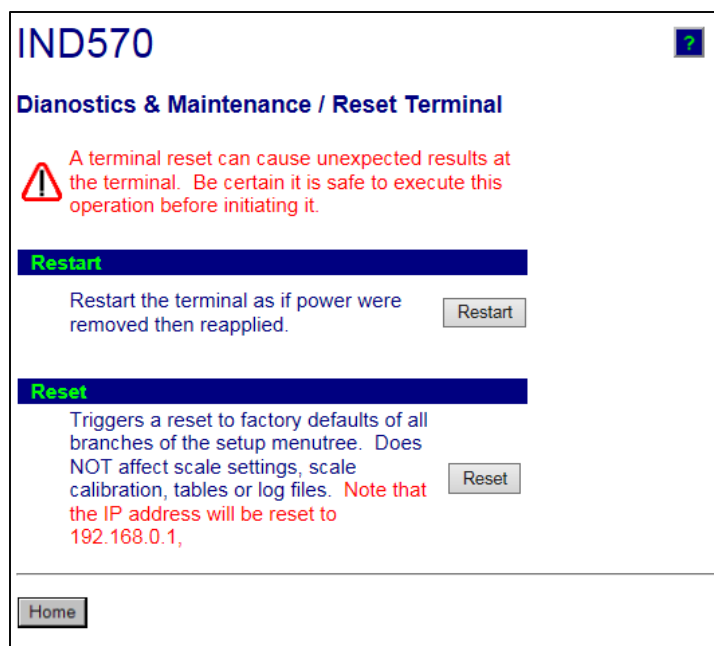 IND570
?
Dianostics & Maintenance / Reset Terminal
A terminal reset can cause unexpected results at
the terminal. Be certain it is safe to execute this
operation before initiating it.
Restart
Restart the terminal as if power were
removed then reapplied.
Restart
Reset
Triggers a reset to factory defaults of all
branches of the setup menutree. Does
NOT affect scale settings, scale
calibration, tables or log files. Note that
the IP address will be reset to
192.168.0.1,
Reset
Home